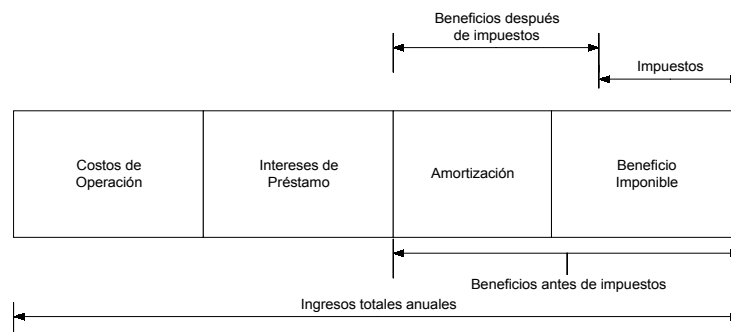 Beneficios después
de impuestos
Impuestos
Costos de
Operación
Intereses de
Préstamo
Amortización
Beneficio
Imponible
Beneficios antes de impuestos
Ingresos totales anuales